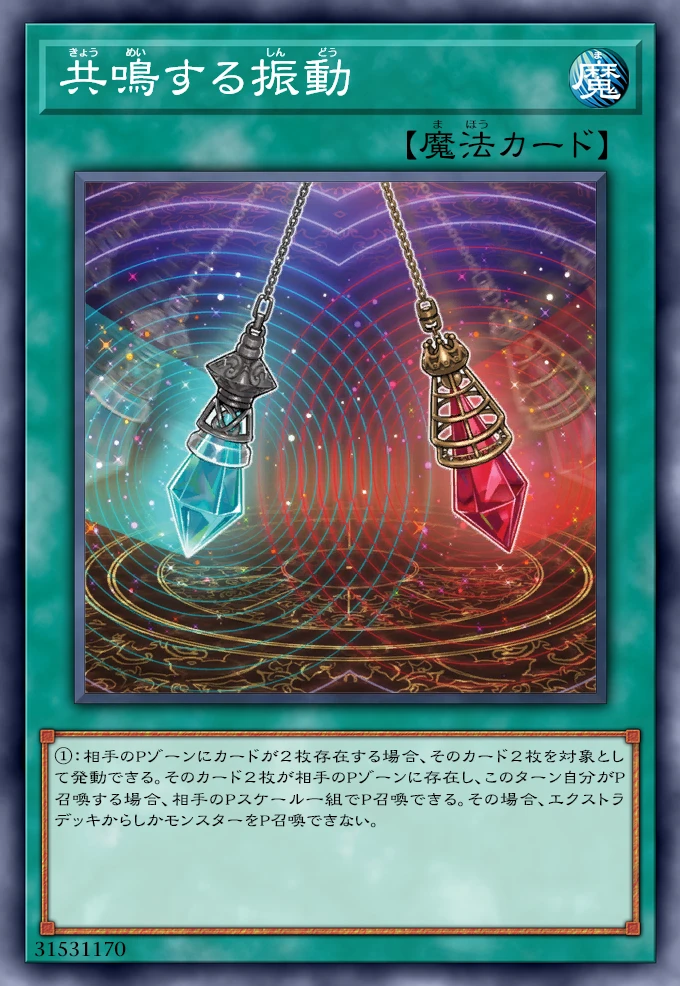 きょう めい しん どう
共鳴する振動
ま
魔
ま ほう
【魔法カード】
①:相手のPゾーンにカードが2枚存在する場合、そのカード2枚を対象とし
て発動できる。そのカード2枚が相手のPゾーンに存在し、このターン自分がP
召喚する場合、相手のPスケール一組でP召喚できる。その場合、エクストラ
デッキからしかモンスターをP召喚できない。
31531170